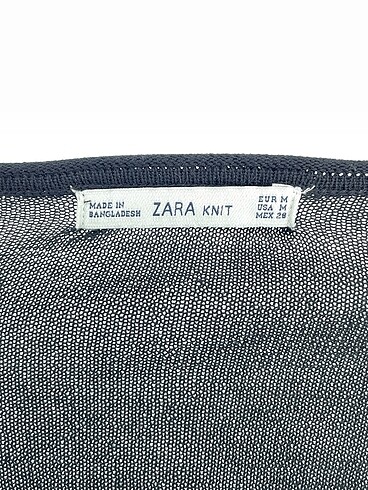 MADE IN
BANGLADESH
ZARA KNIT
EUR M
USA M
MEX 28